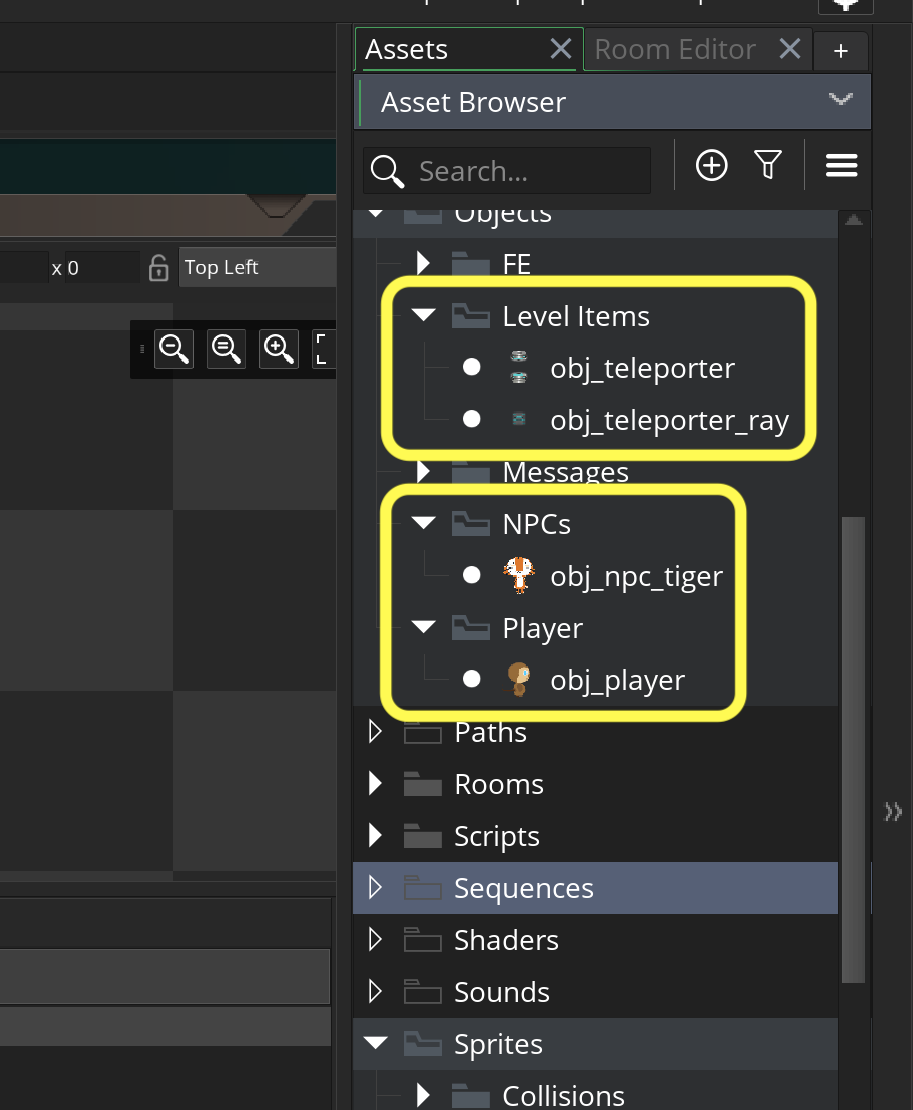 Assets
Room Editor
+
Asset Browser
Search...
Objects
FE
x 0
Top Left
Level Items
obj_teleporter
obj_teleporter_ray
Messages
NPCs
obj_npc_tiger
Player
obj_player
Paths
Rooms
Scripts
Sequences
Shaders
Sounds
Sprites
Collisions